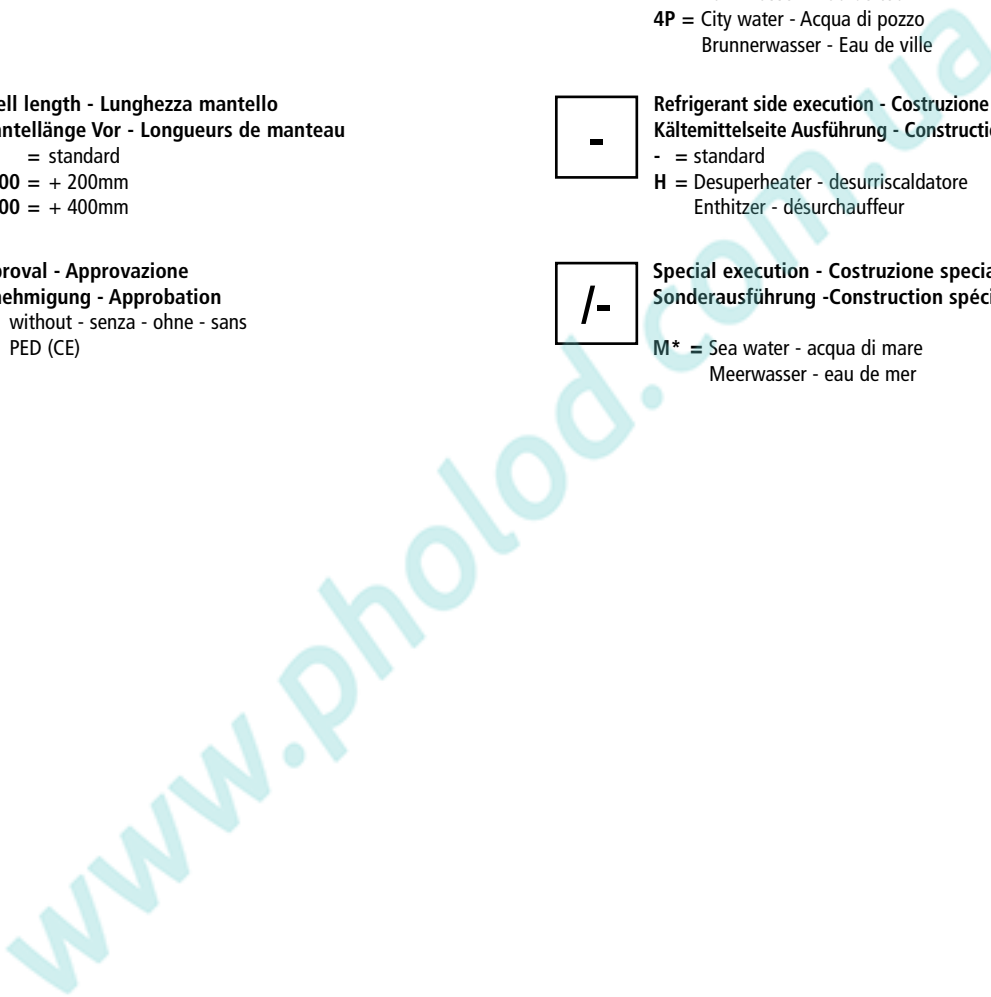 4P = City water - Acqua di pozzo
Brunnerwasser - Eau de ville
ell length - Lunghezza mantello
antellänge Vor - Longueurs de manteau
= standard
00 = + 200mm
00 = + 400mm
-
Refrigerant side execution - Costruzione
Kältemittelseite Ausführung - Constructi
- = standard
H = Desuperheater - desurriscaldatore
Enthitzer - désurchauffeur
proval - Approvazione
nehmigung - Approbation
without - senza - ohne - sans
PED (CE)
/-
Special execution - Costruzione specia
Sonderausführung -Construction spéci
M* = Sea water - acqua di mare
Meerwasser - eau de mer
www.pholod.com.ua